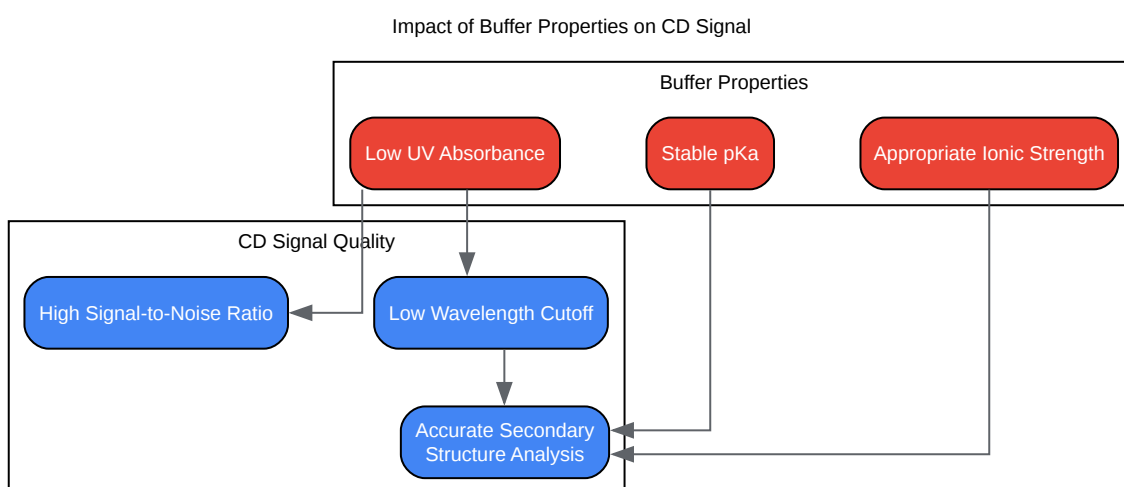 Impact of Buffer Properties on CD Signal
Buffer Properties
Low UV Absorbance
Stable pKa
Appropriate Ionic Strength
CD Signal Quality
High Signal-to-Noise Ratio
Low Wavelength Cutoff
Accurate Secondary
Structure Analysis